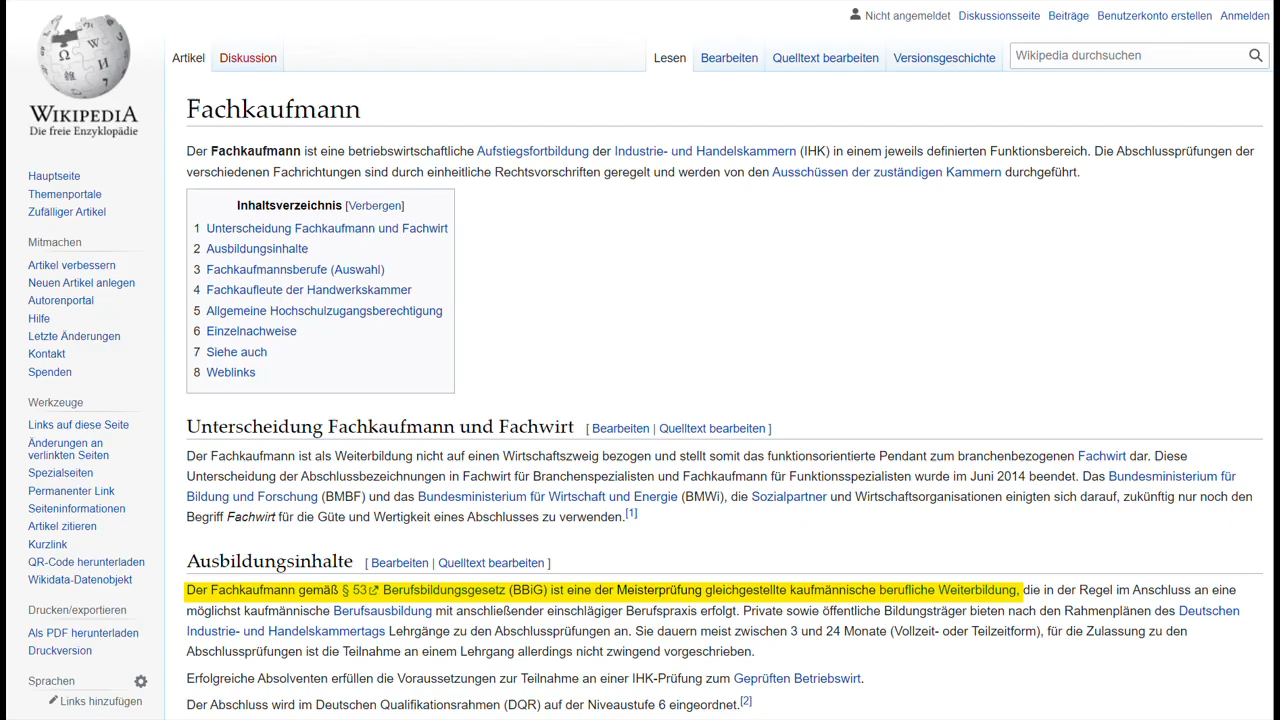 Nicht angemeldet Diskussionsseite Beiträge Benutzerkonto erstellen Anmelden
WIKIPEDIA
Die freie Enzyklopädie
Artikel Diskussion Lesen Bearbeiten Quelltext bearbeiten Versionsgeschichte Wikipedia durchsuchen
Hauptseite
Themenportale
Zufälliger Artikel
Mitmachen
Artikel verbessern
Neuen Artikel anlegen
Autorenportal
Hilfe
Letzte Änderungen
Kontakt
Spenden
Werkzeuge
Links auf diese Seite
Änderungen an
verlinkten Seiten
Spezialseiten
Permanenter Link
Seiteninformationen
Artikel zitieren
Kurzlink
QR-Code herunterladen
Wikidata-Datenobjekt
Drucken/exportieren
Als PDF herunterladen
Druckversion
Sprachen
Links hinzufügen
Fachkaufmann
Der Fachkaufmann ist eine betriebswirtschaftliche Aufstiegsfortbildung der Industrie- und Handelskammern (IHK) in einem jeweils definierten Funktionsbereich. Die Abschlussprüfungen der
verschiedenen Fachrichtungen sind durch einheitliche Rechtsvorschriften geregelt und werden von den Ausschüssen der zuständigen Kammern durchgeführt.
Inhaltsverzeichnis [Verbergen]
1 Unterscheidung Fachkaufmann und Fachwirt
2 Ausbildungsinhalte
3 Fachkaufmannsberufe (Auswahl)
4 Fachkaufleute der Handwerkskammer
5 Allgemeine Hochschulzugangsberechtigung
6 Einzelnachweise
7 Siehe auch
8 Weblinks
Unterscheidung Fachkaufmann und Fachwirt [ Bearbeiten | Quelltext bearbeiten ]
Der Fachkaufmann ist als Weiterbildung nicht auf einen Wirtschaftszweig bezogen und stellt somit das funktionsorientierte Pendant zum branchenbezogenen Fachwirt dar. Diese
Unterscheidung der Abschlussbezeichnungen in Fachwirt für Branchenspezialisten und Fachkaufmann für Funktionsspezialisten wurde im Juni 2014 beendet. Das Bundesministerium für
Bildung und Forschung (BMBF) und das Bundesministerium für Wirtschaft und Energie (BMWi), die Sozialpartner und Wirtschaftsorganisationen einigten sich darauf, zukünftig nur noch den
Begriff Fachwirt für die Güte und Wertigkeit eines Abschlusses zu verwenden.[1]
Ausbildungsinhalte [ Bearbeiten | Quelltext bearbeiten ]
Der Fachkaufmann gemäß § 53 Berufsbildungsgesetz (BBiG) ist eine der Meisterprüfung gleichgestellte kaufmännische berufliche Weiterbildung, die in der Regel im Anschluss an eine
möglichst kaufmännische Berufsausbildung mit anschließender einschlägiger Berufspraxis erfolgt. Private sowie öffentliche Bildungsträger bieten nach den Rahmenplänen des Deutschen
Industrie- und Handelskammertags Lehrgänge zu den Abschlussprüfungen an. Sie dauern meist zwischen 3 und 24 Monate (Vollzeit- oder Teilzeitform), für die Zulassung zu den
Abschlussprüfungen ist die Teilnahme an einem Lehrgang allerdings nicht zwingend vorgeschrieben.
Erfolgreiche Absolventen erfüllen die Voraussetzungen zur Teilnahme an einer IHK-Prüfung zum Geprüften Betriebswirt.
Der Abschluss wird im Deutschen Qualifikationsrahmen (DQR) auf der Niveaustufe 6 eingeordnet.[2]